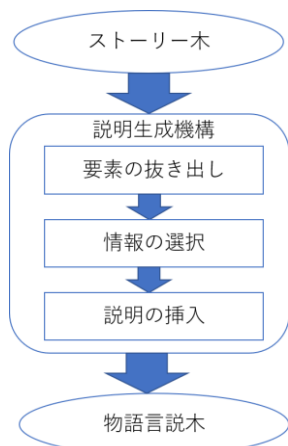 ストーリー木
説明生成機構
要素の抜き出し
情報の選択
説明の挿入
物語言説木